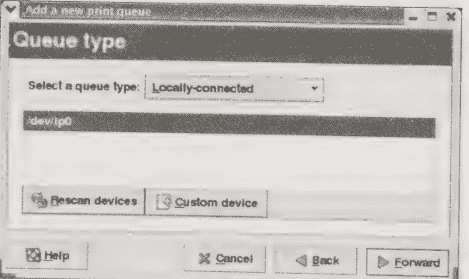 Add a new print queue
Queue type
Select a queue type: Locally-connected
/dev/lp0
Rescan devices Custom device
Help Cancel Back Forward